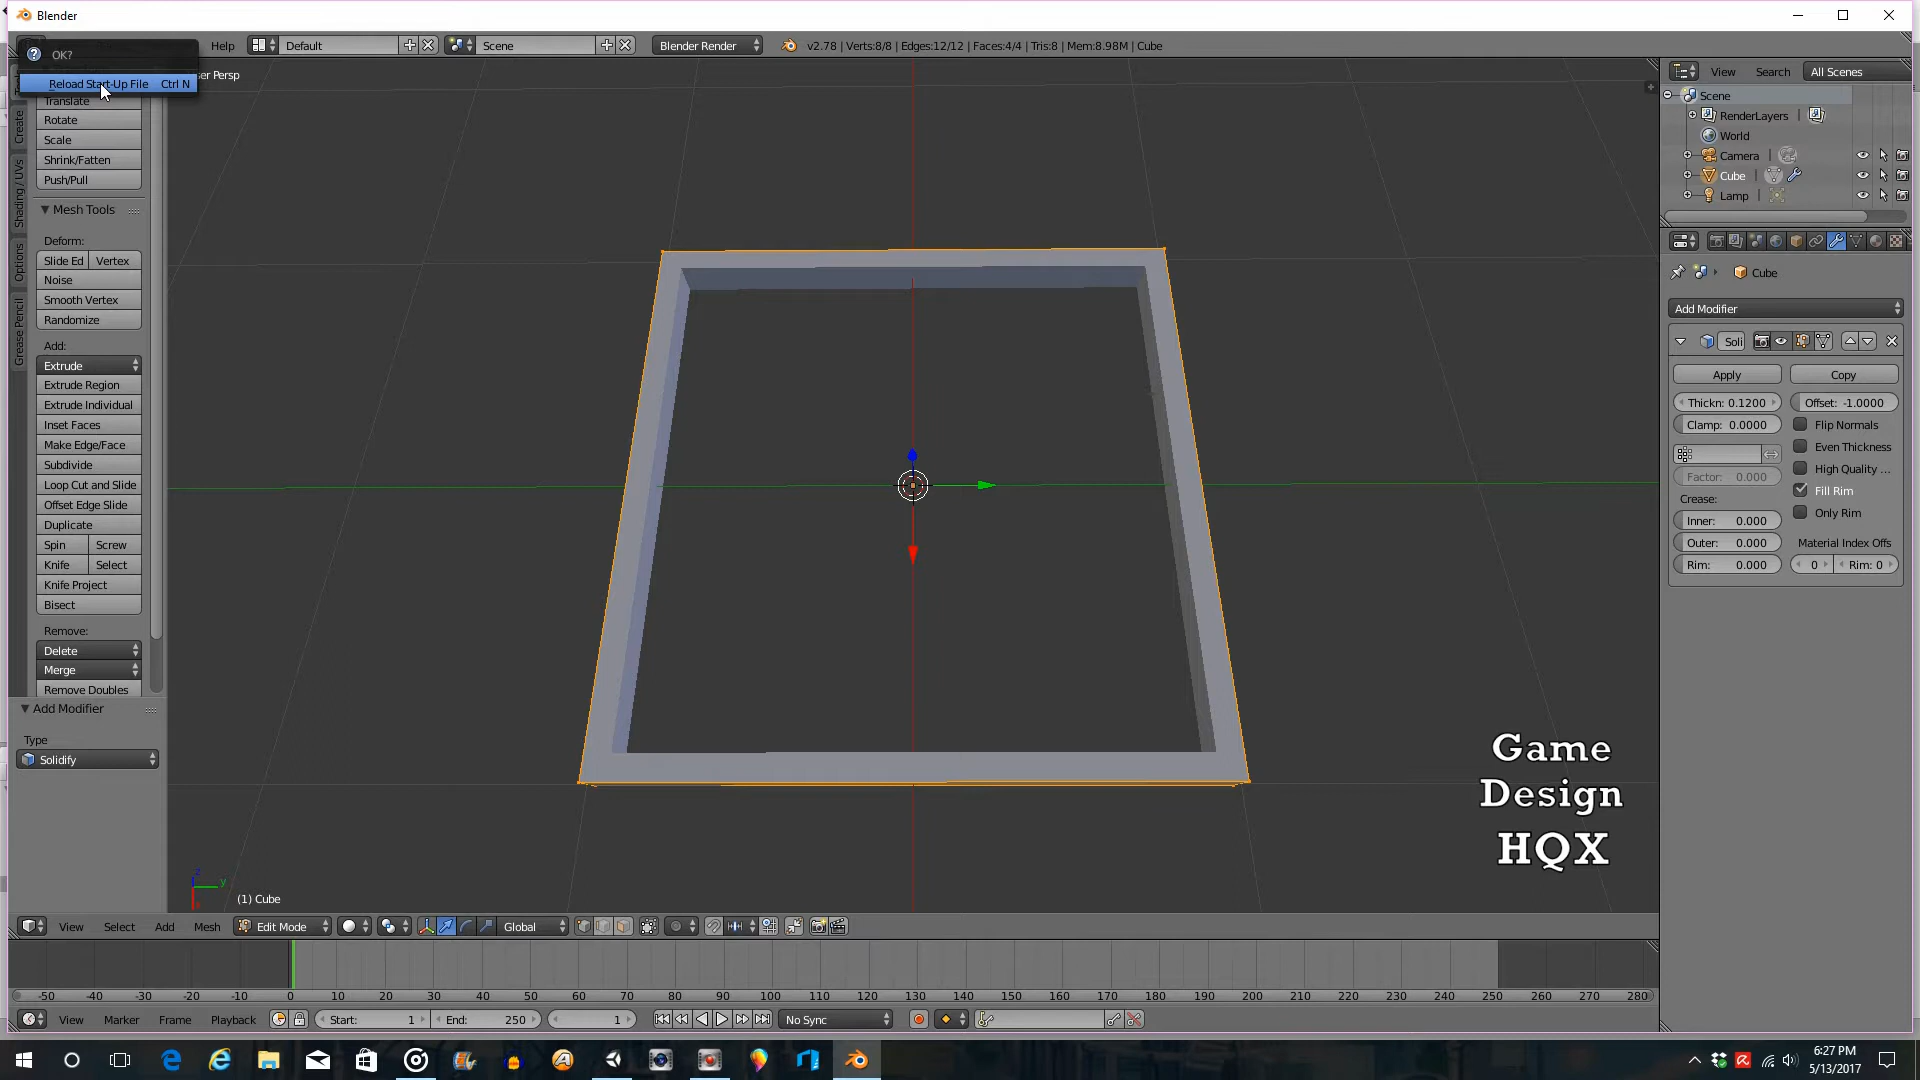 Blender
OK?
Reload Start-Up File Ctrl N
Help
Default
Scene
Blender Render
v2.78 | Verts:8/8 | Edges:12/12 | Faces:4/4 | Tris:8 | Mem:8.98M | Cube
er Persp
Translate
Rotate
Scale
Shrink/Fatten
Push/Pull
Mesh Tools
Deform:
Slide Ed Vertex
Noise
Smooth Vertex
Randomize
Add:
Extrude
Extrude Region
Extrude Individual
Inset Faces
Make Edge/Face
Subdivide
Loop Cut and Slide
Offset Edge Slide
Duplicate
Spin Screw
Knife Select
Knife Project
Bisect
Remove:
Delete
Merge
Remove Doubles
Create
Shading / UVs
Options
Grease Pencil
Add Modifier
Type
Solidify
z
y
(1) Cube
Game
Design
HQX
View Select Add Mesh Edit Mode Global
-50 -40 -30 -20 -10 0 10 20 30 40 50 60 70 80 90 100 110 120 130 140 150 160 170 180 190 200 210 220 230 240 250 260 270 280
View Marker Frame Playback Start: 1 End: 250 1 No Sync
View Search All Scenes
Scene
RenderLayers
World
Camera
Cube
Lamp
Cube
Add Modifier
Soli
Apply Copy
Thickn: 0.1200 Offset: -1.0000
Clamp: 0.0000 Flip Normals
Even Thickness
Factor: 0.000 High Quality ...
Crease: Fill Rim
Inner: 0.000 Only Rim
Outer: 0.000 Material Index Offs
Rim: 0.000 0 Rim: 0
6:27 PM
5/13/2017